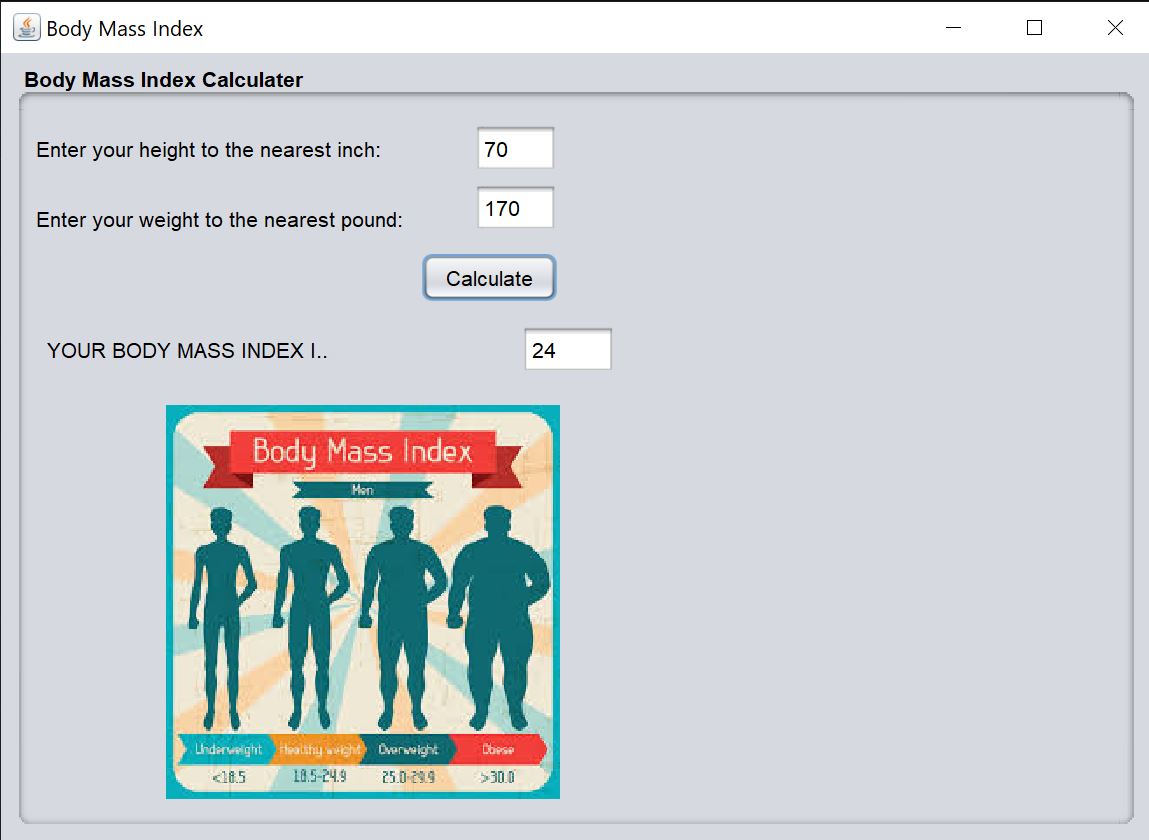 Body Mass Index
Body Mass Index Calculater
Enter your height to the nearest inch: 70
Enter your weight to the nearest pound: 170
Calculate
YOUR BODY MASS INDEX I.. 24
Body Mass Index
Men
Underweight Healthy weight Overweight Obese
<18.5 18.5-24.9 25.0-29.9 >30.0